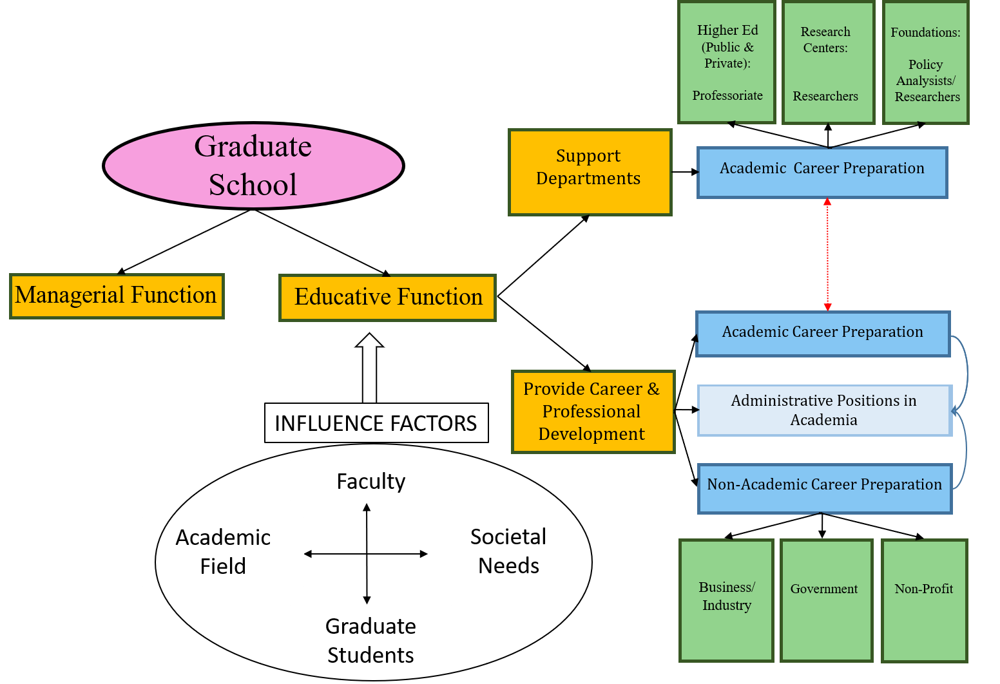 Higher Ed
(Public &
Private):
Professoriate
Research
Centers:
Researchers
Foundations:
Policy
Analysists/
Researchers
Graduate
School
Support
Departments
Academic  Career Preparation
Managerial Function
Educative Function
Academic Career Preparation
Provide Career &
Professional
Development
Administrative Positions in
Academia
INFLUENCE FACTORS
Non-Academic Career Preparation
Faculty
Academic
Field
Societal
Needs
Graduate
Students
Business/
Industry
Government
Non-Profit